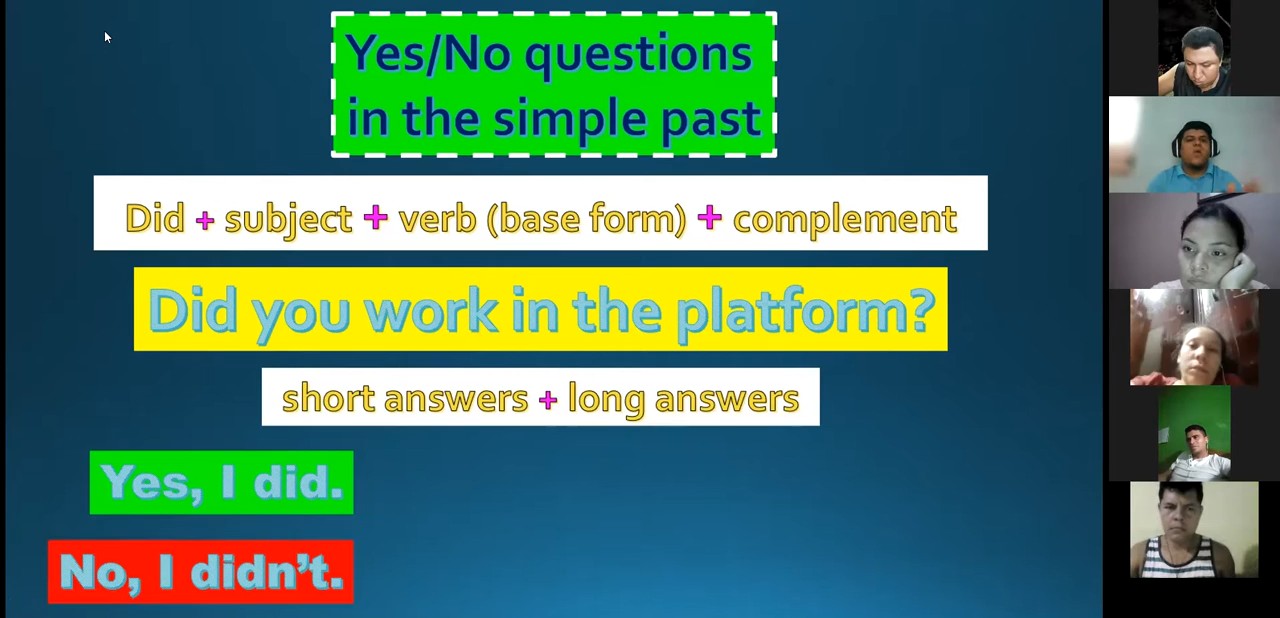 Yes/No questions
in the simple past
Did + subject + verb (base form) + complement
Did you work in the platform?
short answers + long answers
Yes, I did.
No, I didn't.